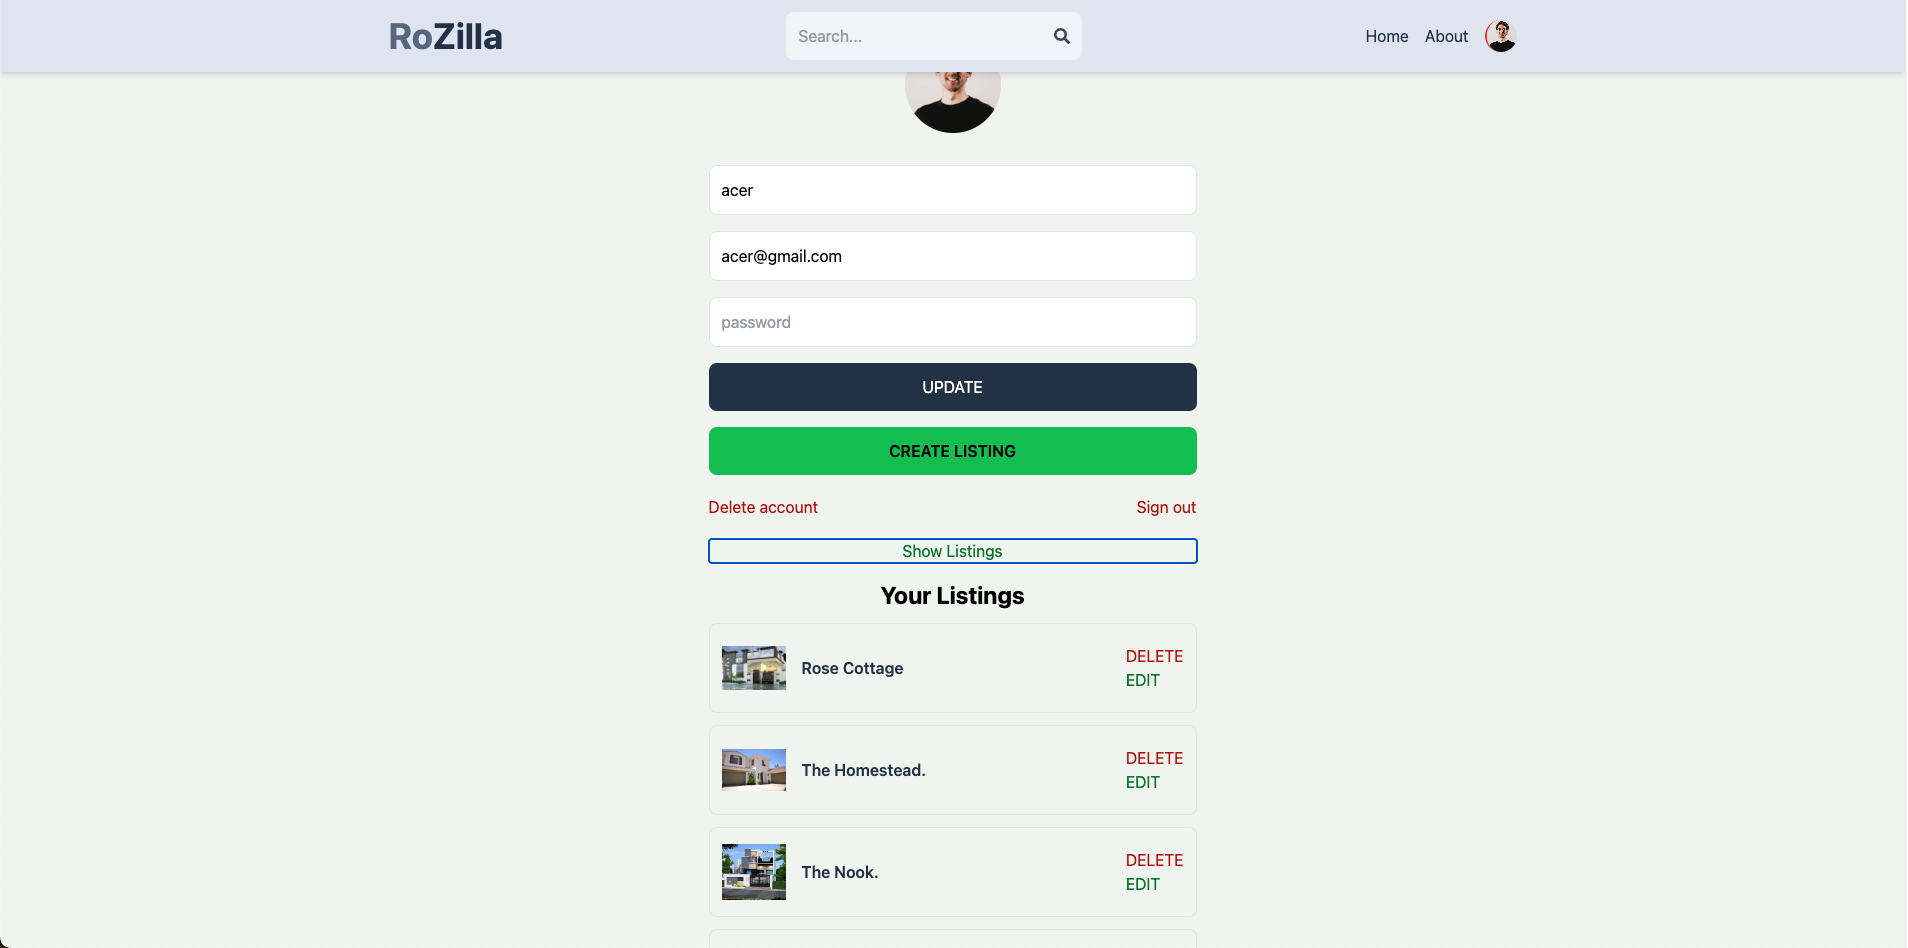 RoZilla
Search...
Home
About
acer
acer@gmail.com
password
UPDATE
CREATE LISTING
Delete account
Sign out
Show Listings
Your Listings
Rose Cottage
DELETE
EDIT
The Homestead.
DELETE
EDIT
The Nook.
DELETE
EDIT